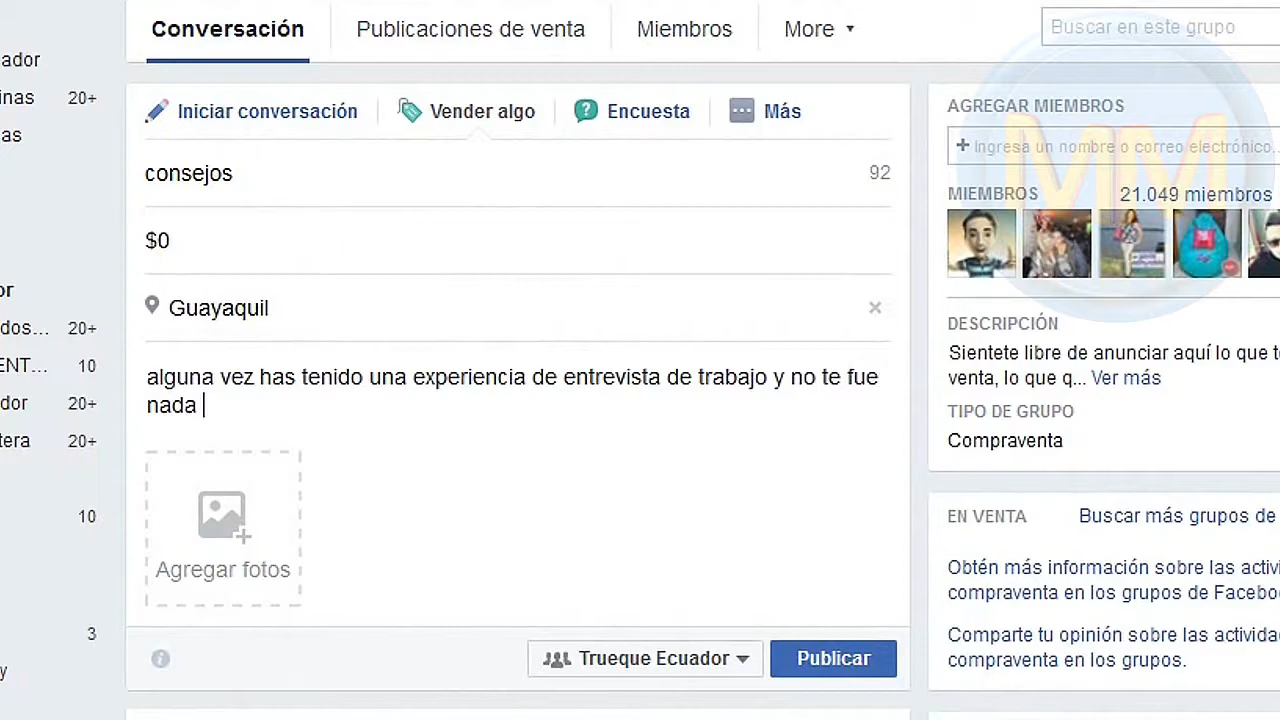 Conversación
Publicaciones de venta
Miembros
More
Buscar en este grupo
ador
inas 20+
as
or
dos... 20+
ENT... 10
dor 20+
tera 20+
10
3
y
Iniciar conversación
Vender algo
Encuesta
Más
consejos 92
$0
Guayaquil ×
alguna vez has tenido una experiencia de entrevista de trabajo y no te fue
nada
Agregar fotos
Trueque Ecuador
Publicar
AGREGAR MIEMBROS
+ Ingresa un nombre o correo electrónico...
MIEMBROS 21.049 miembros
MM
DESCRIPCIÓN
Sientete libre de anunciar aquí lo que t
venta, lo que q... Ver más
TIPO DE GRUPO
Compraventa
EN VENTA Buscar más grupos de
Obtén más información sobre las activi
compraventa en los grupos de Facebo
Comparte tu opinión sobre las actividad
compraventa en los grupos.